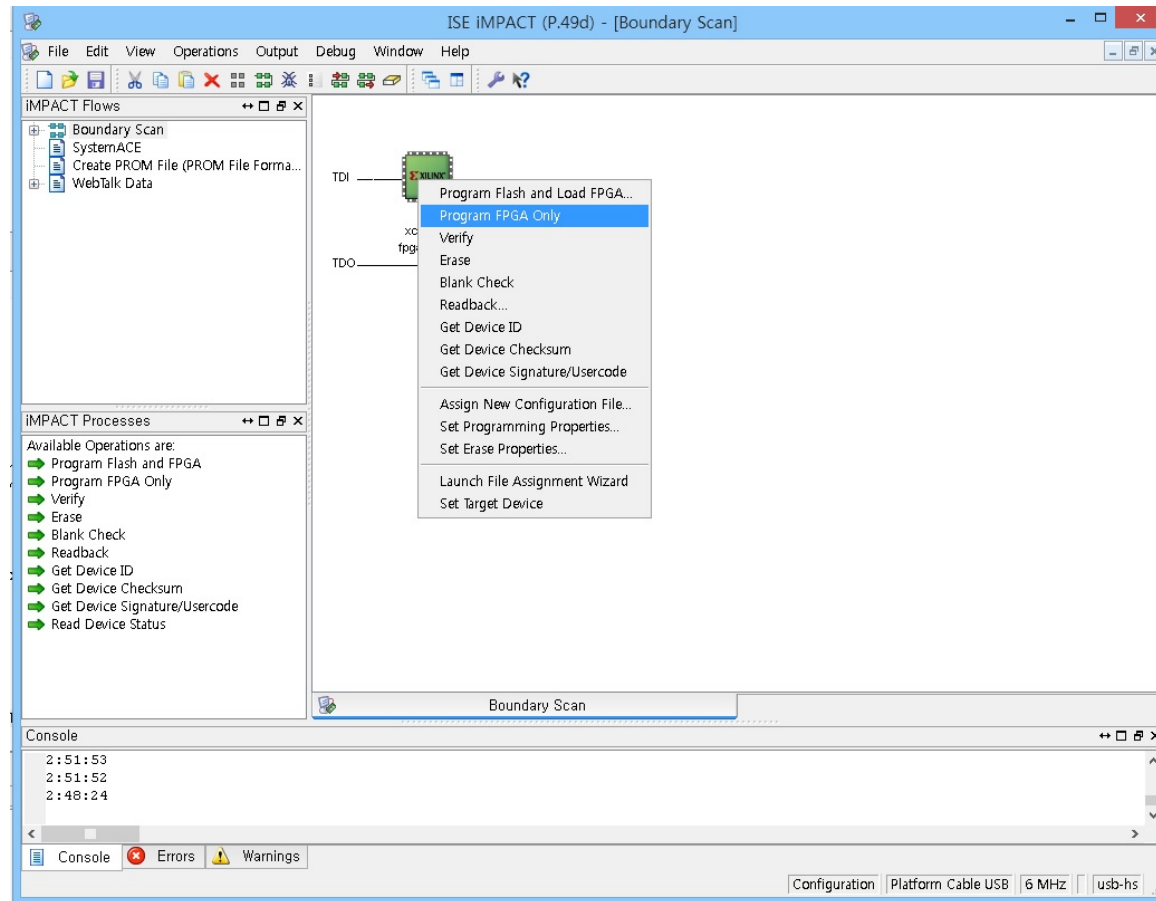 ISE iMPACT (P.49d) - [Boundary Scan]
File Edit View Operations Output Debug Window Help
iMPACT Flows
Boundary Scan
SystemACE
Create PROM File (PROM File Forma...
WebTalk Data
TDI
XILINX
TDO
Program Flash and Load FPGA...
Program FPGA Only
Verify
Erase
Blank Check
Readback...
Get Device ID
Get Device Checksum
Get Device Signature/Usercode
Assign New Configuration File...
Set Programming Properties...
Set Erase Properties...
Launch File Assignment Wizard
Set Target Device
iMPACT Processes
Available Operations are:
Program Flash and FPGA
Program FPGA Only
Verify
Erase
Blank Check
Readback
Get Device ID
Get Device Checksum
Get Device Signature/Usercode
Read Device Status
Boundary Scan
Console
2:51:53
2:51:52
2:48:24
Console Errors Warnings
Configuration Platform Cable USB 6 MHz usb-hs